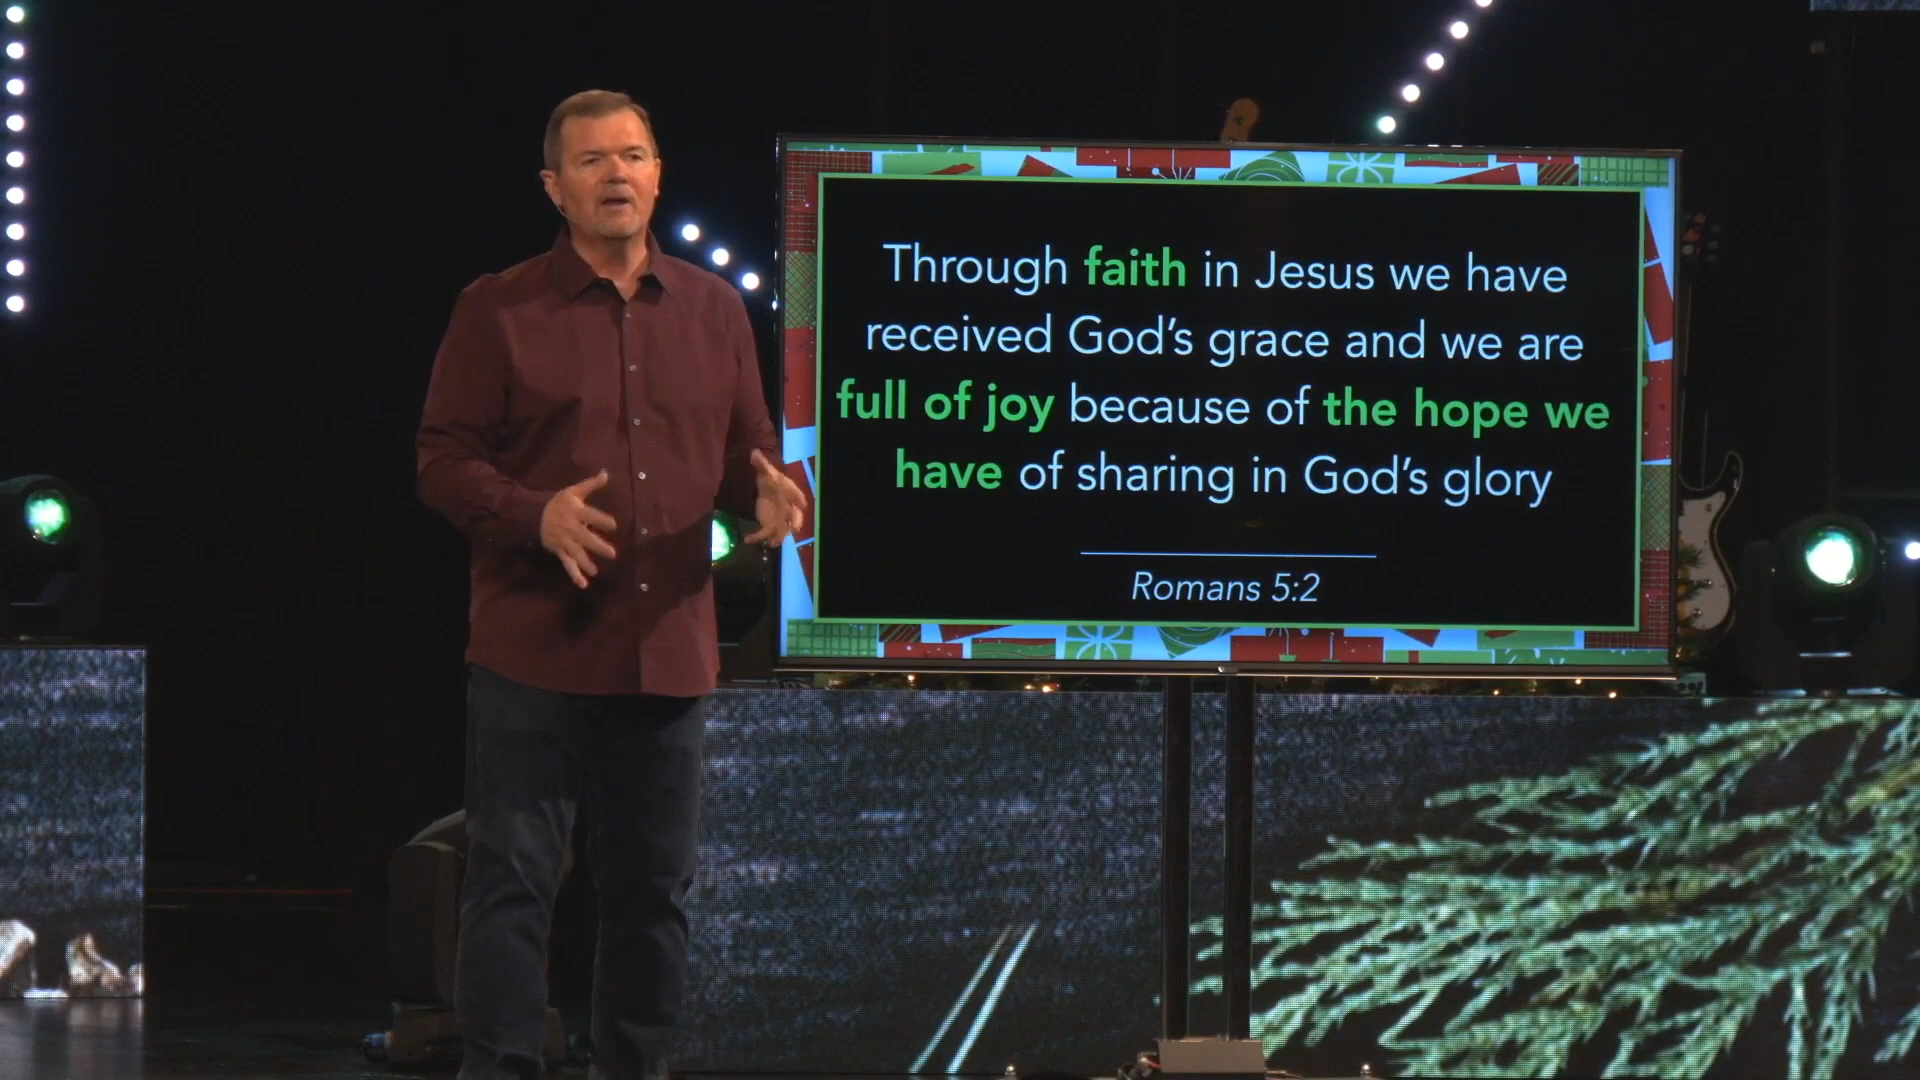 Through faith in Jesus we have
received God's grace and we are
full of joy because of the hope we
have of sharing in God's glory
Romans 5:2